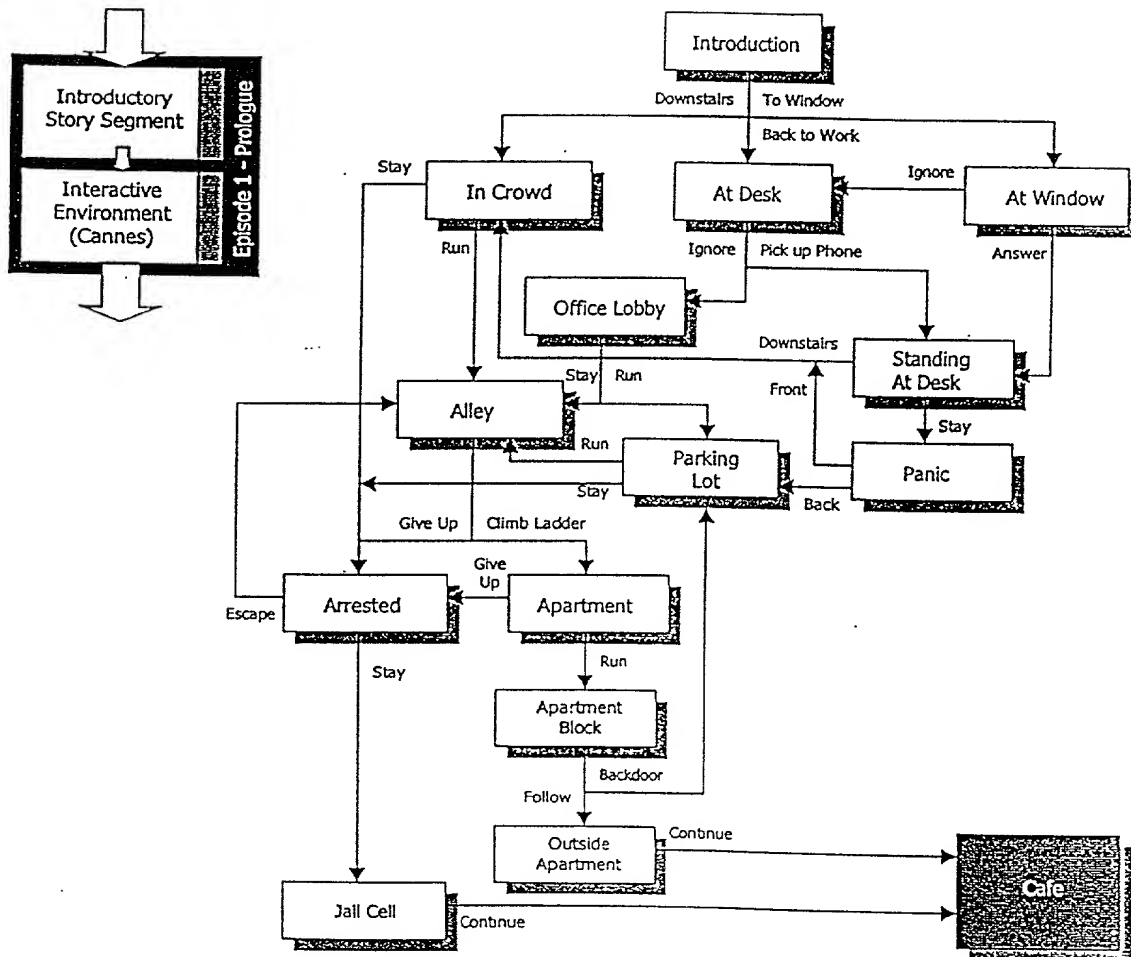 Introduction
Introductory
Story Segment
Interactive
Environment
(Cannes)
Episode 1 - Prologue
Downstairs
To Window
Back to Work
Stay
In Crowd
At Desk
Ignore
At Window
Run
Ignore
Pick up Phone
Answer
Office Lobby
Downstairs
Standing
At Desk
Stay
Run
Front
Alley
Stay
Run
Parking
Lot
Panic
Stay
Back
Give Up
Climb Ladder
Give
Up
Arrested
Apartment
Escape
Run
Stay
Apartment
Block
Backdoor
Follow
Outside
Apartment
Continue
Cafe
Jail Cell
Continue